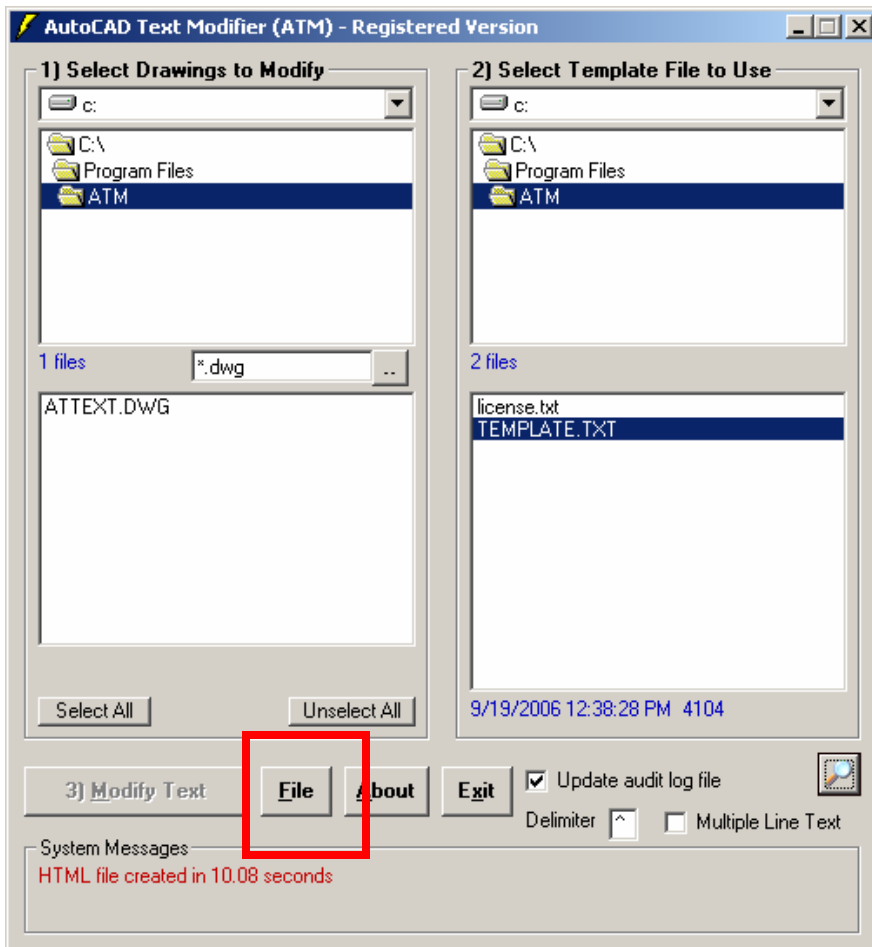 AutoCAD Text Modifier (ATM) - Registered Version
1) Select Drawings to Modify
c:
C:\
Program Files
ATM
1 files
*.dwg
..
ATTEXT.DWG
Select All
Unselect All
2) Select Template File to Use
c:
C:\
Program Files
ATM
2 files
license.txt
TEMPLATE.TXT
9/19/2006 12:38:28 PM 4104
3) Modify Text
File
About
Exit
Update audit log file
Delimiter ^
Multiple Line Text
System Messages
HTML file created in 10.08 seconds